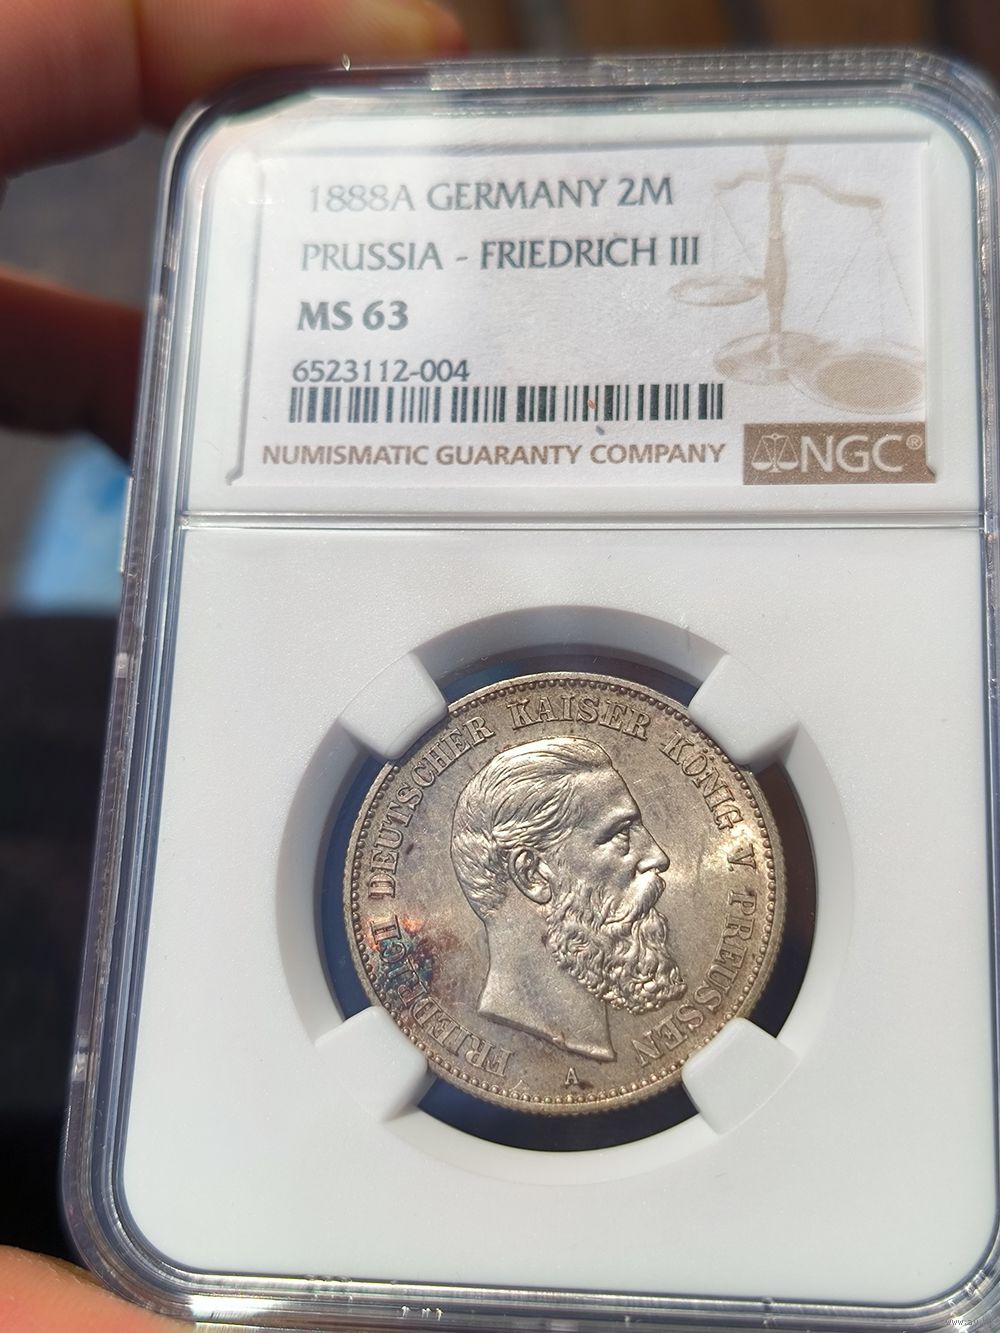 1888A GERMANY 2M
PRUSSIA - FRIEDRICH III
MS 63
6523112-004
NUMISMATIC GUARANTY COMPANY
NGC®
FRIEDRICH DEUTSCHER KAISER KÖNIG V. PREUSSEN
A